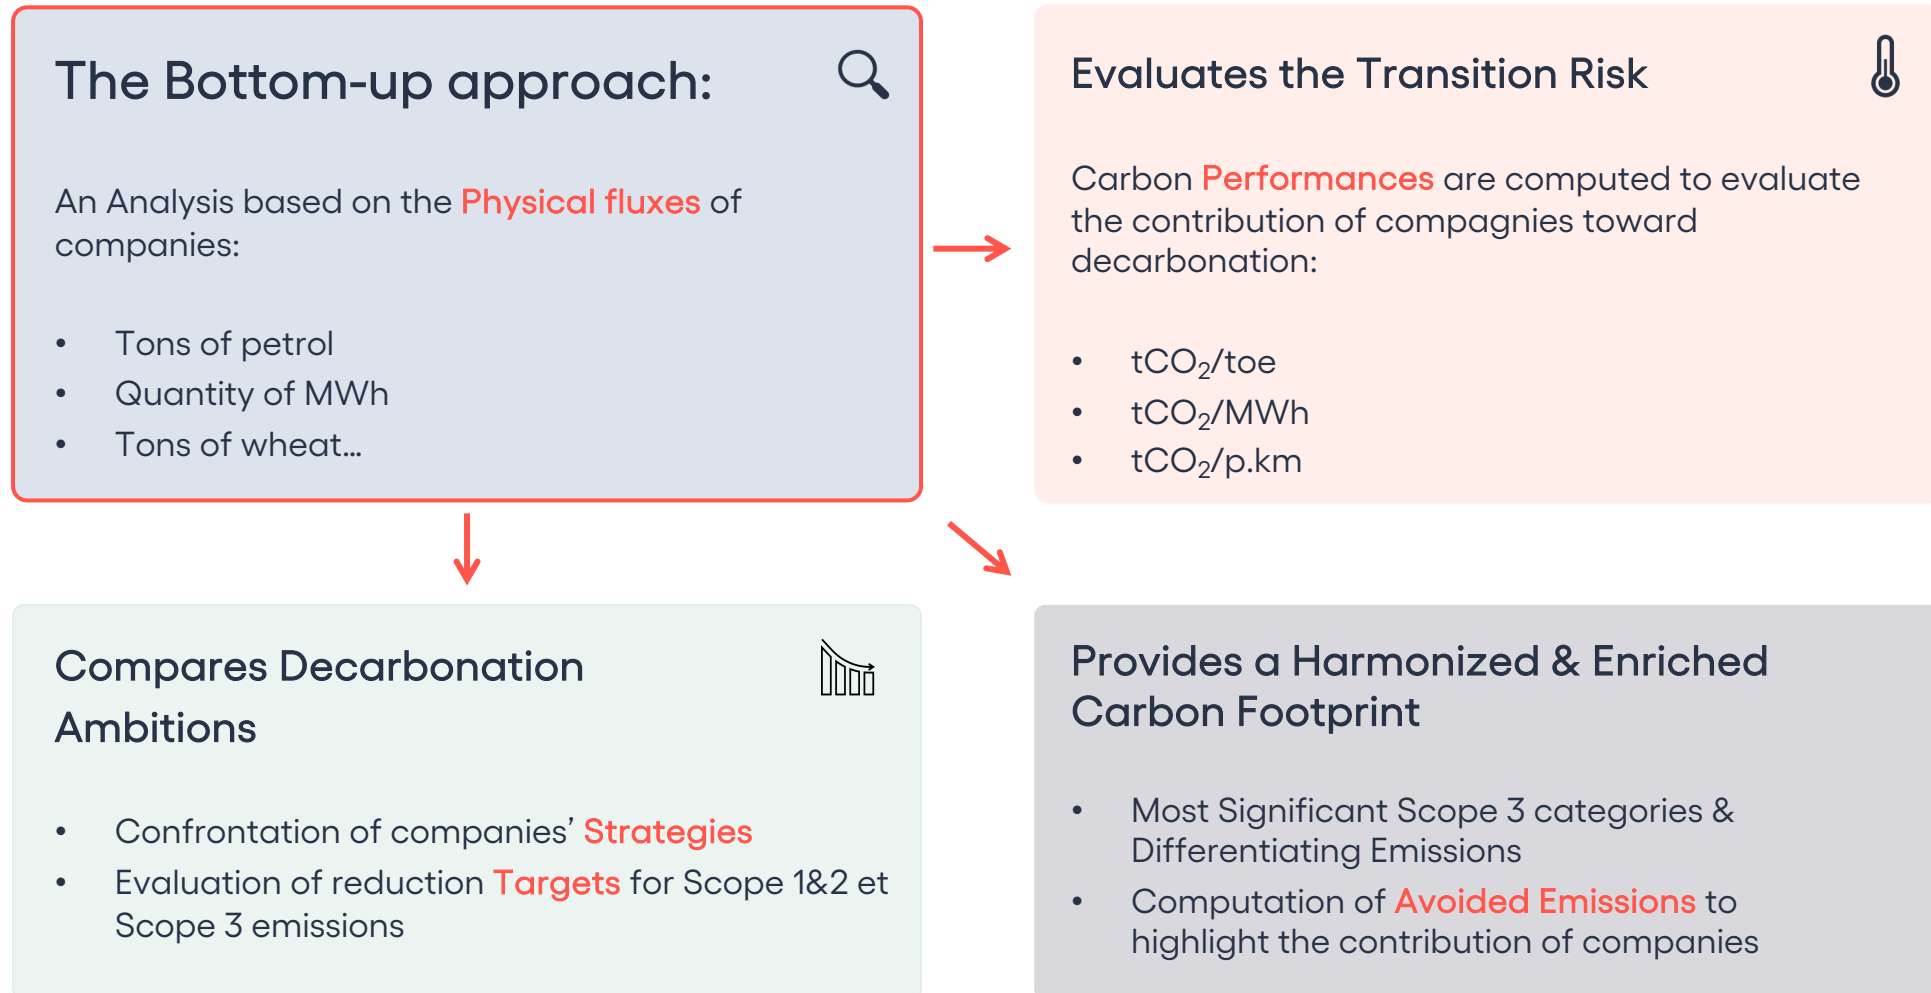 The Bottom-up approach:
An Analysis based on the Physical fluxes of
companies:
• Tons of petrol
• Quantity of MWh
• Tons of wheat...
Evaluates the Transition Risk
Carbon Performances are computed to evaluate
the contribution of compagnies toward
decarbonation:
• tCO₂/toe
• tCO₂/MWh
• tCO₂/p.km
Compares Decarbonation
Ambitions
• Confrontation of companies’ Strategies
• Evaluation of reduction Targets for Scope 1&2 et
Scope 3 emissions
Provides a Harmonized & Enriched
Carbon Footprint
• Most Significant Scope 3 categories &
Differentiating Emissions
• Computation of Avoided Emissions to
highlight the contribution of companies